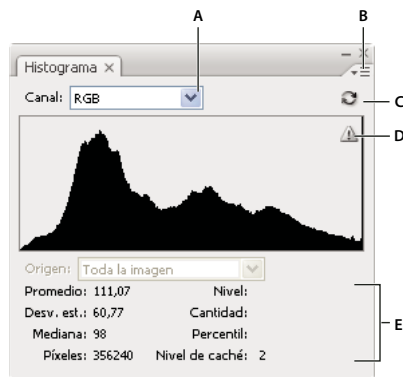 A
B
Histograma ×
Canal: RGB
C
D
Origen: Toda la imagen
Promedio: 111,07 Nivel:
Desv. est.: 60,77 Cantidad:
E
Mediana: 98 Percentil:
Píxeles: 356240 Nivel de caché: 2